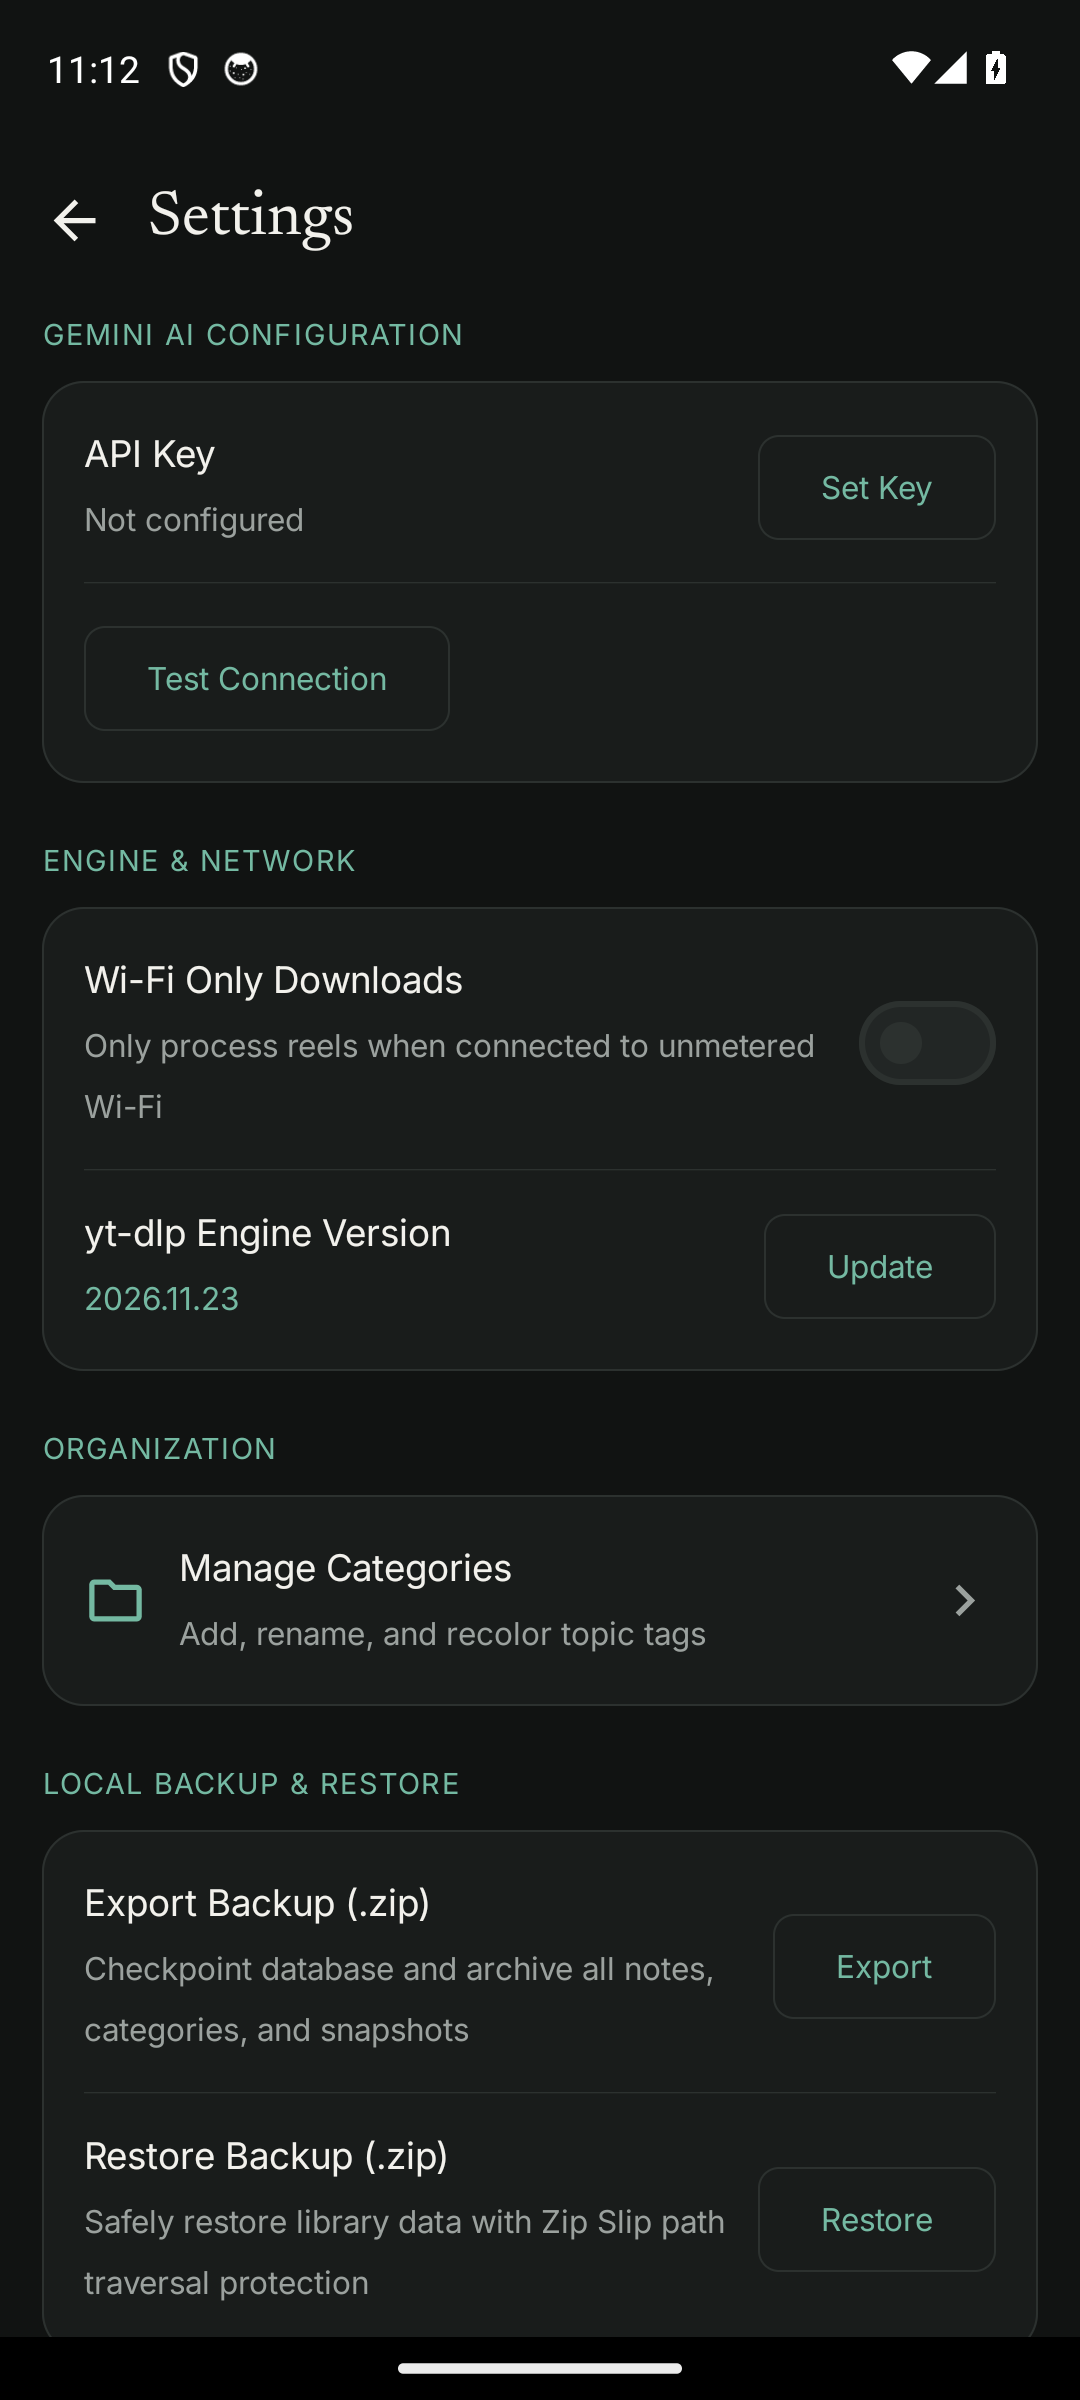 11:12
Settings
GEMINI AI CONFIGURATION
API Key
Not configured
Set Key
Test Connection
ENGINE & NETWORK
Wi-Fi Only Downloads
Only process reels when connected to unmetered
Wi-Fi
yt-dlp Engine Version
2026.11.23
Update
ORGANIZATION
Manage Categories
Add, rename, and recolor topic tags
LOCAL BACKUP & RESTORE
Export Backup (.zip)
Checkpoint database and archive all notes,
categories, and snapshots
Export
Restore Backup (.zip)
Safely restore library data with Zip Slip path
traversal protection
Restore